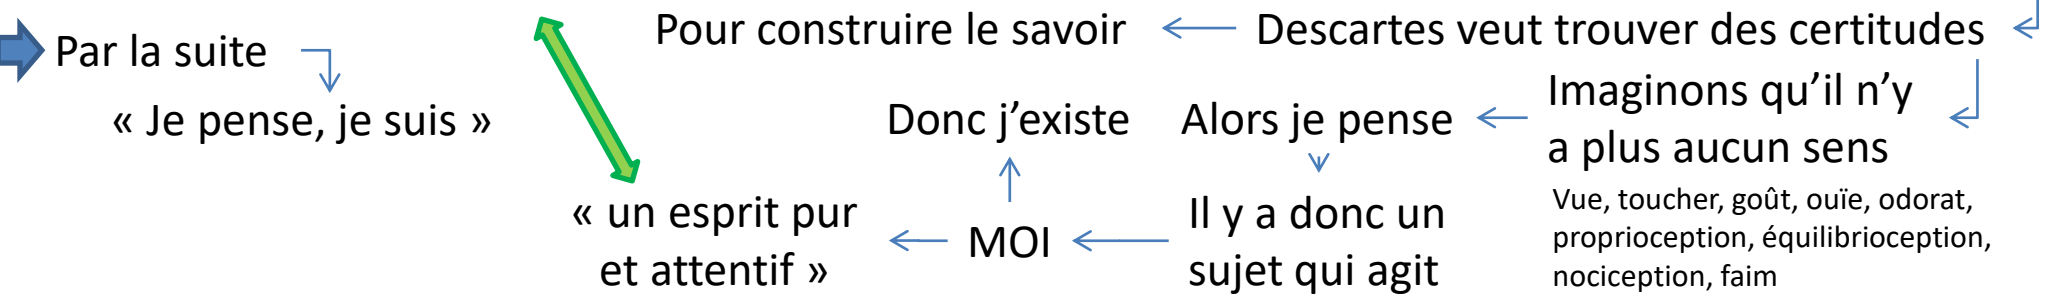 Par la suite
« Je pense, je suis »
Pour construire le savoir
Descartes veut trouver des certitudes
Imaginons qu’il n’y
a plus aucun sens
Vue, toucher, goût, ouïe, odorat,
proprioception, équilibrioception,
nociception, faim
Alors je pense
Il y a donc un
sujet qui agit
MOI
Donc j’existe
« un esprit pur
et attentif »